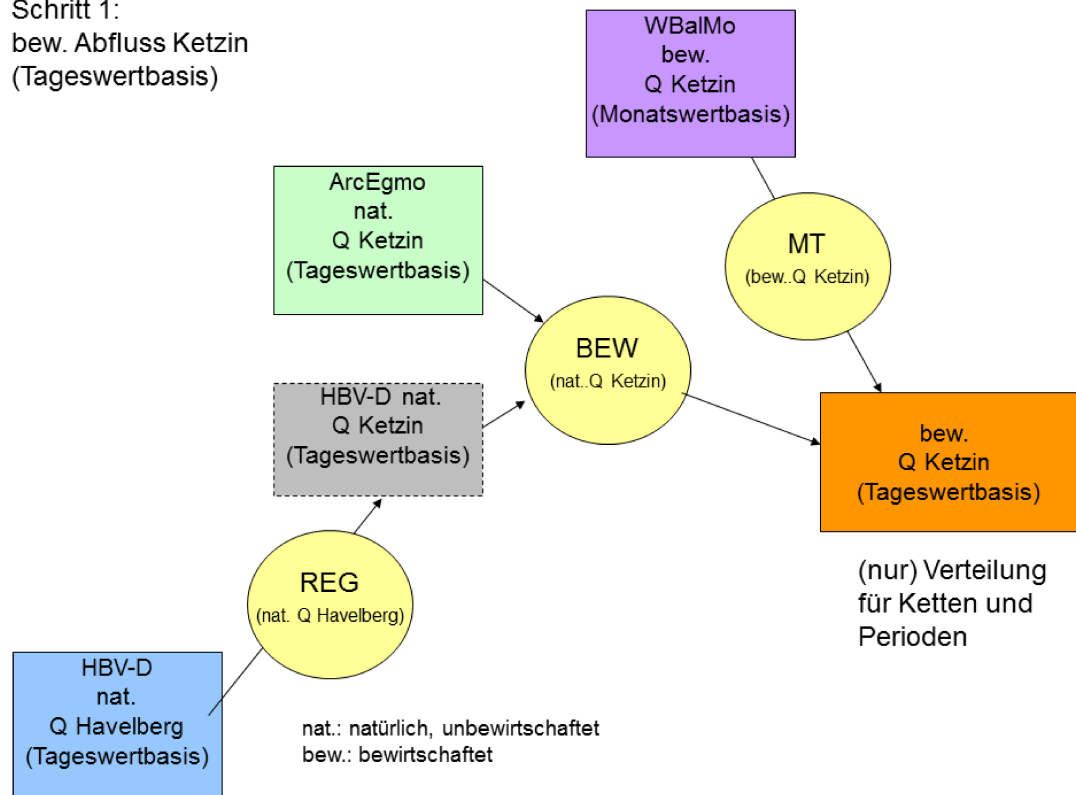 Schritt 1:
bew. Abfluss Ketzin
(Tageswertbasis)
WBalMo
bew.
Q Ketzin
(Monatswertbasis)
ArcEgmo
nat.
Q Ketzin
(Tageswertbasis)
MT
(bew..Q Ketzin)
BEW
(nat..Q Ketzin)
HBV-D nat.
Q Ketzin
(Tageswertbasis)
bew.
Q Ketzin
(Tageswertbasis)
REG
(nat. Q Havelberg)
(nur) Verteilung
für Ketten und
Perioden
HBV-D
nat.
Q Havelberg
(Tageswertbasis)
nat.: natürlich, unbewirtschaftet
bew.: bewirtschaftet